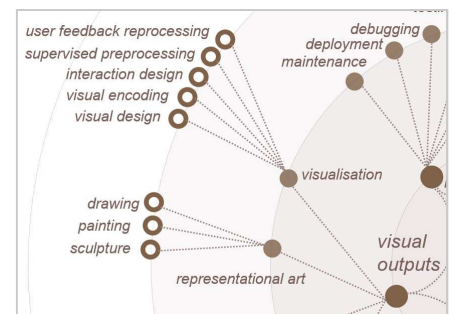 user feedback reprocessing
supervised preprocessing
interaction design
visual encoding
visual design
debugging
deployment
maintenance
visualisation
drawing
painting
sculpture
representational art
visual
outputs